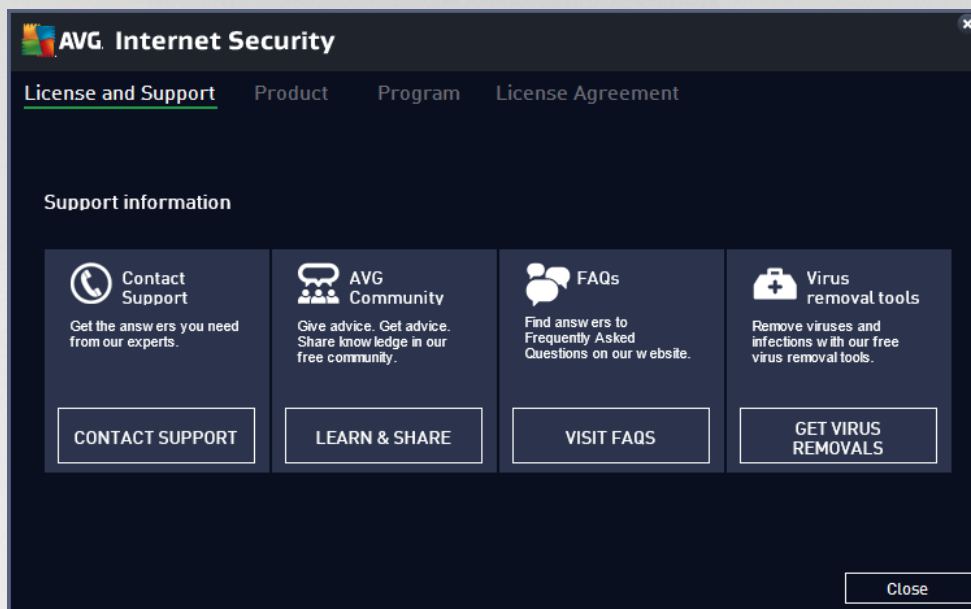 AVG Internet Security
License and Support Product Program License Agreement
Support information
Contact
Support
Get the answers you need
from our experts.
CONTACT SUPPORT
AVG
Community
Give advice. Get advice.
Share knowledge in our
free community.
LEARN & SHARE
FAQs
Find answers to
Frequently Asked
Questions on our website.
VISIT FAQS
Virus
removal tools
Remove viruses and
infections with our free
virus removal tools.
GET VIRUS
REMOVALS
Close